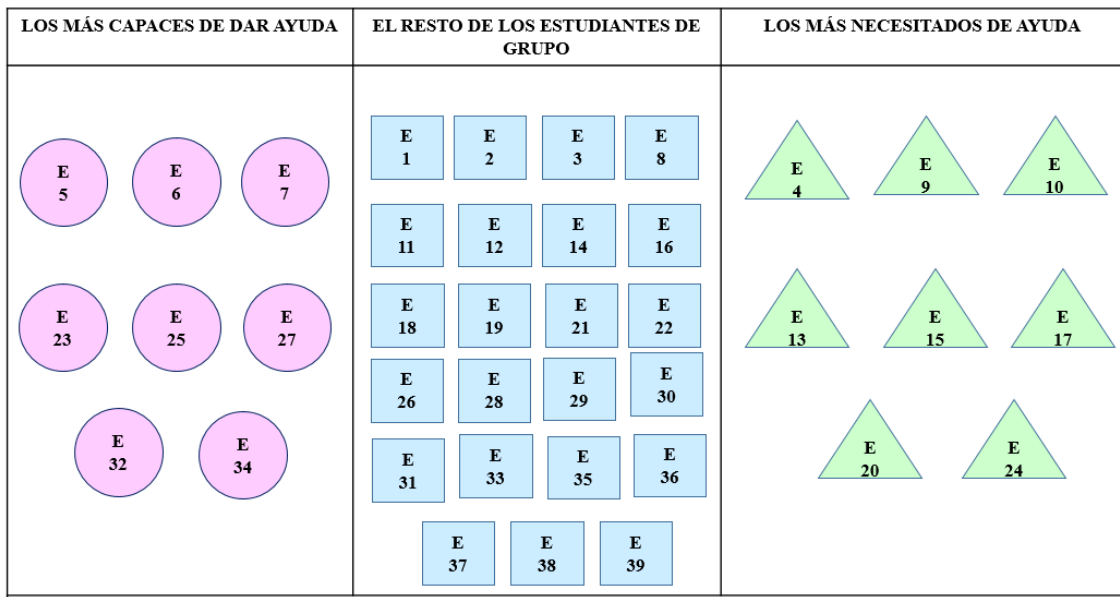 LOS MÁS CAPACES DE DAR AYUDA
EL RESTO DE LOS ESTUDIANTES DE
GRUPO
LOS MÁS NECESITADOS DE AYUDA
E
5
E
6
E
7
E
23
E
25
E
27
E
32
E
34
E
1
E
2
E
3
E
8
E
11
E
12
E
14
E
16
E
18
E
19
E
21
E
22
E
26
E
28
E
29
E
30
E
31
E
33
E
35
E
36
E
37
E
38
E
39
E
4
E
9
E
10
E
13
E
15
E
17
E
20
E
24